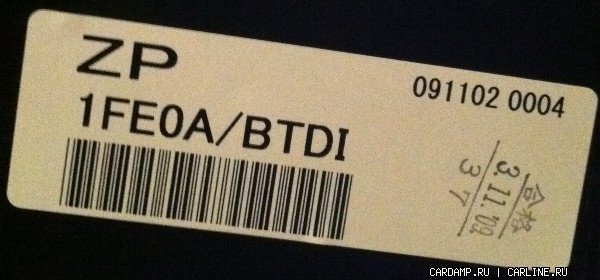 ZP
091102 0004
1FE0A/BTDI
合格
3.11.09
37
CARDAMP.RU | CARLINE.RU